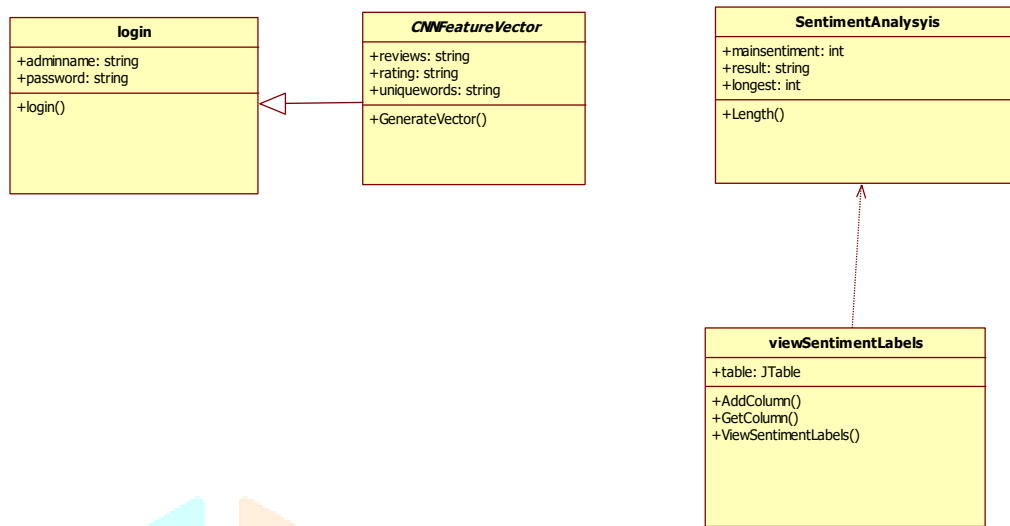 login
+adminname: string
+password: string
+login()
CNNFeatureVector
+reviews: string
+rating: string
+uniquewords: string
+GenerateVector()
SentimentAnalysyis
+mainsentiment: int
+result: string
+longest: int
+Length()
viewSentimentLabels
+table: JTable
+AddColumn()
+GetColumn()
+ViewSentimentLabels()